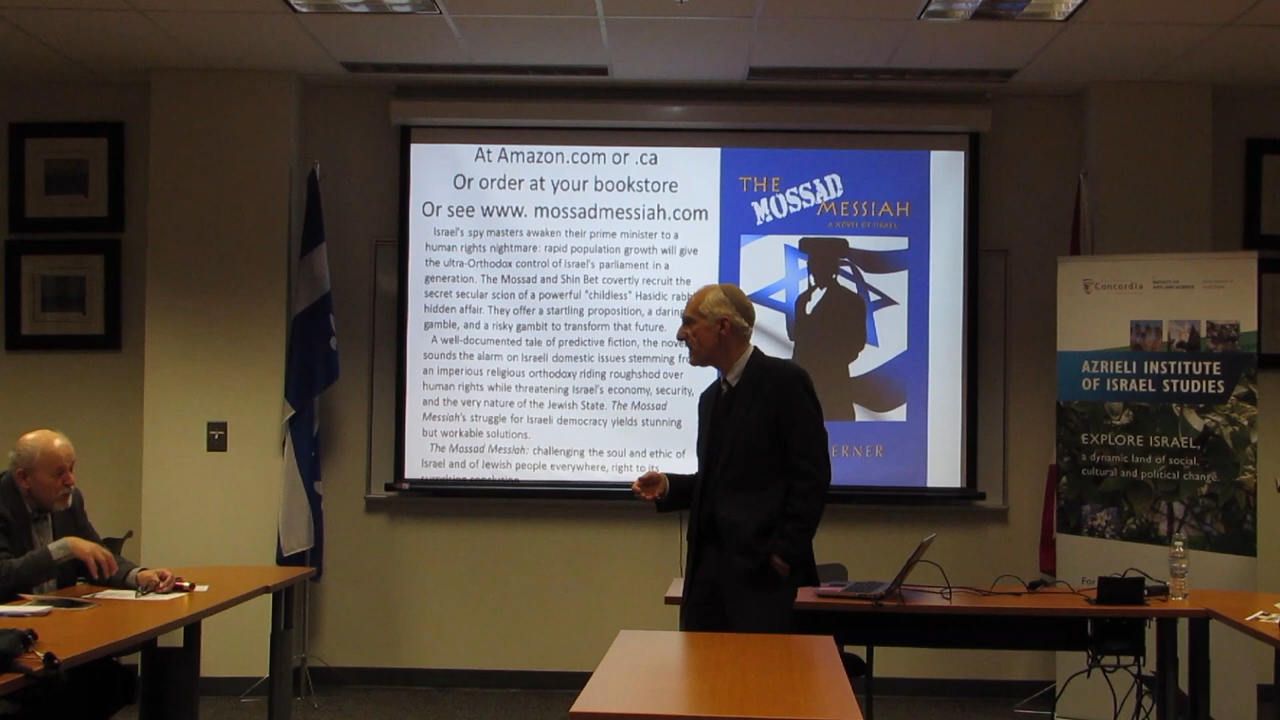 At Amazon.com or .ca
Or order at your bookstore
Or see www. mossadmessiah.com
Israel's spy masters awaken their prime minister to a
human rights nightmare: rapid population growth will give
the ultra-Orthodox control of Israel's parliament in a
generation. The Mossad and Shin Bet covertly recruit the
secret secular scion of a powerful "childless" Hasidic
hidden affair. They offer a startling proposition, a daring
gamble, and a risky gambit to transform that future.
A well-documented tale of predictive fiction, the
sounds the alarm on Israeli domestic issues stemming
an imperious religious orthodoxy riding roughshod over
human rights while threatening Israel's economy, security,
and the very nature of the Jewish State. The Mossad
Messiah's struggle for Israeli democracy yields stunning
but workable solutions.
The Mossad Messiah: challenging the soul and ethic of
Israel and of Jewish people everywhere, right to its
surprising conclusion.
THE
MOSSAD
MESSIAH
A NOVEL OF ISRAEL
ERNER
Concordia
AZRIELI INSTITUTE
OF ISRAEL STUDIES
EXPLORE ISRAEL,
a dynamic land of social,
cultural and political change.
For